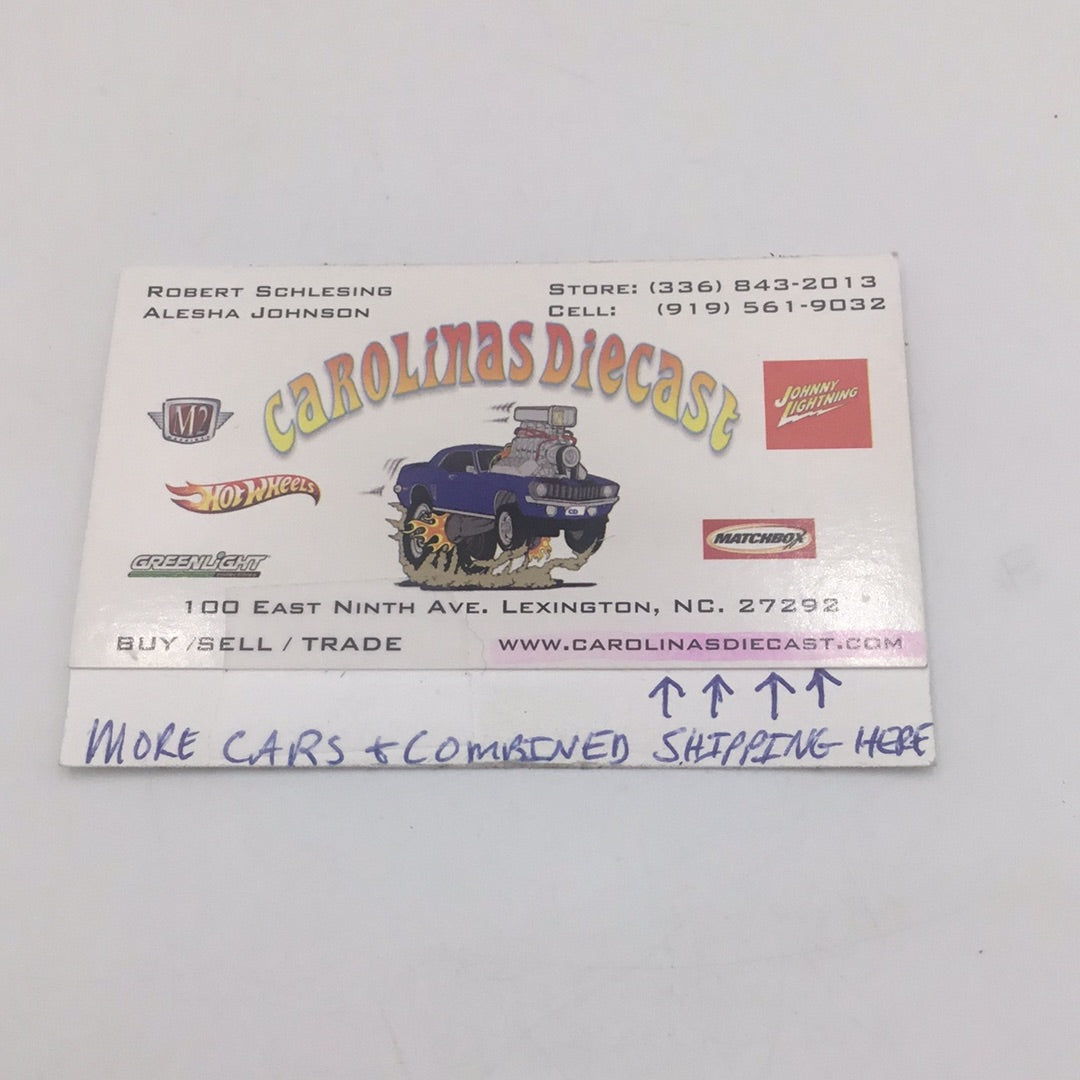 ROBERT SCHLESING
ALESHA JOHNSON
STORE: (336) 843-2013
CELL: (919) 561-9032
CAROLiNAS DiECAST
M2
JOHNNY
LIGHTNING
HOT WHEELS
CD
MATCHBOX
GREENLiGHT
100 EAST NINTH AVE. LEXINGTON, NC. 27292
BUY /SELL / TRADE
WWW.CAROLINASDIECAST.COM
MORE CARS & COMBINED SHIPPING HERE